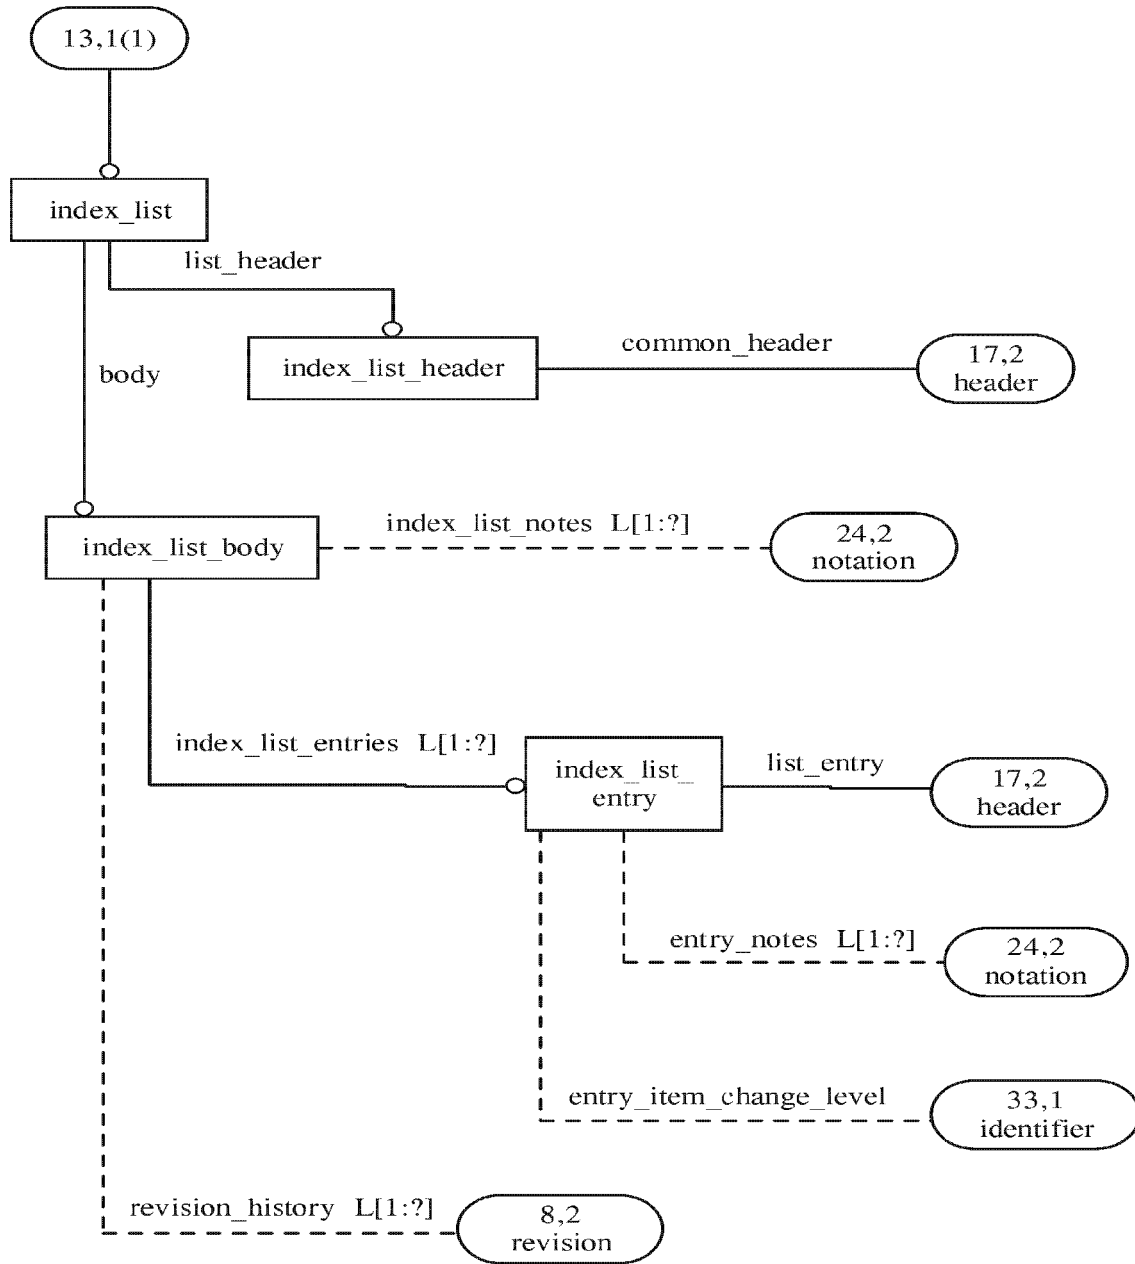 13,1(1)
index_list
list_header
index_list_header
common_header
17,2
header
body
index_list_body
index_list_notes L[1:?]
24,2
notation
index_list_entries L[1:?]
index_list_
entry
list_entry
17,2
header
entry_notes L[1:?]
24,2
notation
entry_item_change_level
33,1
identifier
revision_history L[1:?]
8,2
revision